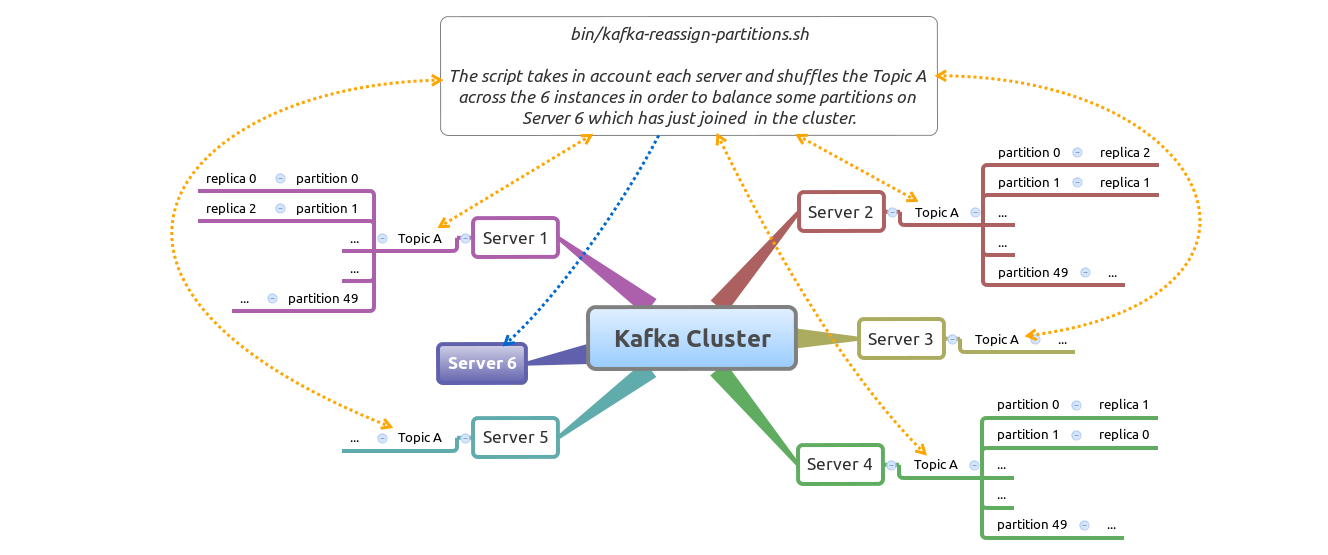 bin/kafka-reassign-partitions.sh
The script takes in account each server and shuffles the Topic A
across the 6 instances in order to balance some partitions on
Server 6 which has just joined in the cluster.
replica 0 partition 0
replica 2 partition 1
... Topic A Server 1
...
... partition 49
Server 2 Topic A
partition 0 replica 2
partition 1 replica 1
...
...
partition 49 ...
Kafka Cluster
Server 3 Topic A ...
Server 6
... Topic A Server 5
Server 4 Topic A
partition 0 replica 1
partition 1 replica 0
...
...
partition 49 ...